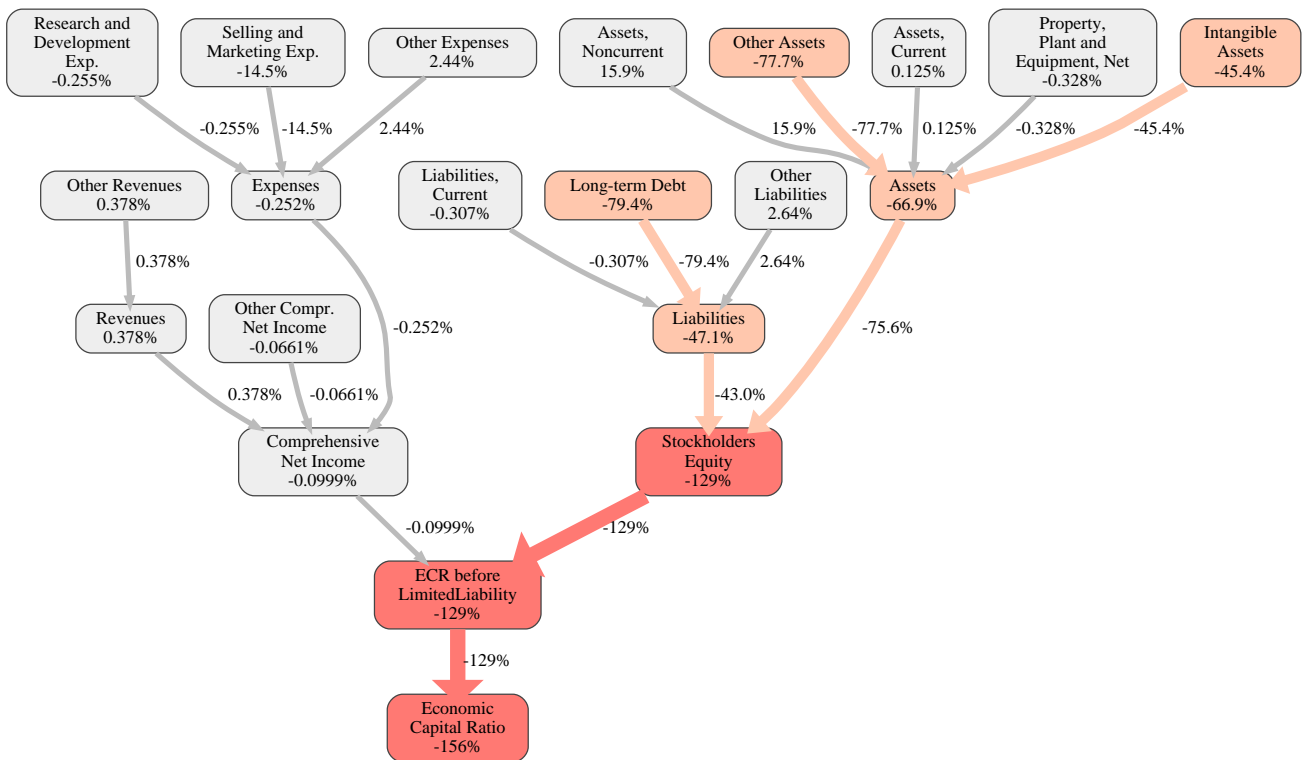 Research and
Development
Exp.
-0.255%
Selling and
Marketing Exp.
-14.5%
Other Expenses
2.44%
Assets,
Noncurrent
15.9%
Other Assets
-77.7%
Assets,
Current
0.125%
Property,
Plant and
Equipment, Net
-0.328%
Intangible
Assets
-45.4%
-0.255%
-14.5%
2.44%
15.9%
-77.7%
0.125%
-0.328%
-45.4%
Other Revenues
0.378%
Expenses
-0.252%
Liabilities,
Current
-0.307%
Long-term Debt
-79.4%
Other
Liabilities
2.64%
Assets
-66.9%
0.378%
-0.307%
-79.4%
2.64%
Revenues
0.378%
Other Compr.
Net Income
-0.0661%
-0.252%
Liabilities
-47.1%
-75.6%
0.378%
-0.0661%
-43.0%
Comprehensive
Net Income
-0.0999%
Stockholders
Equity
-129%
-0.0999%
-129%
ECR before
LimitedLiability
-129%
-129%
Economic
Capital Ratio
-156%